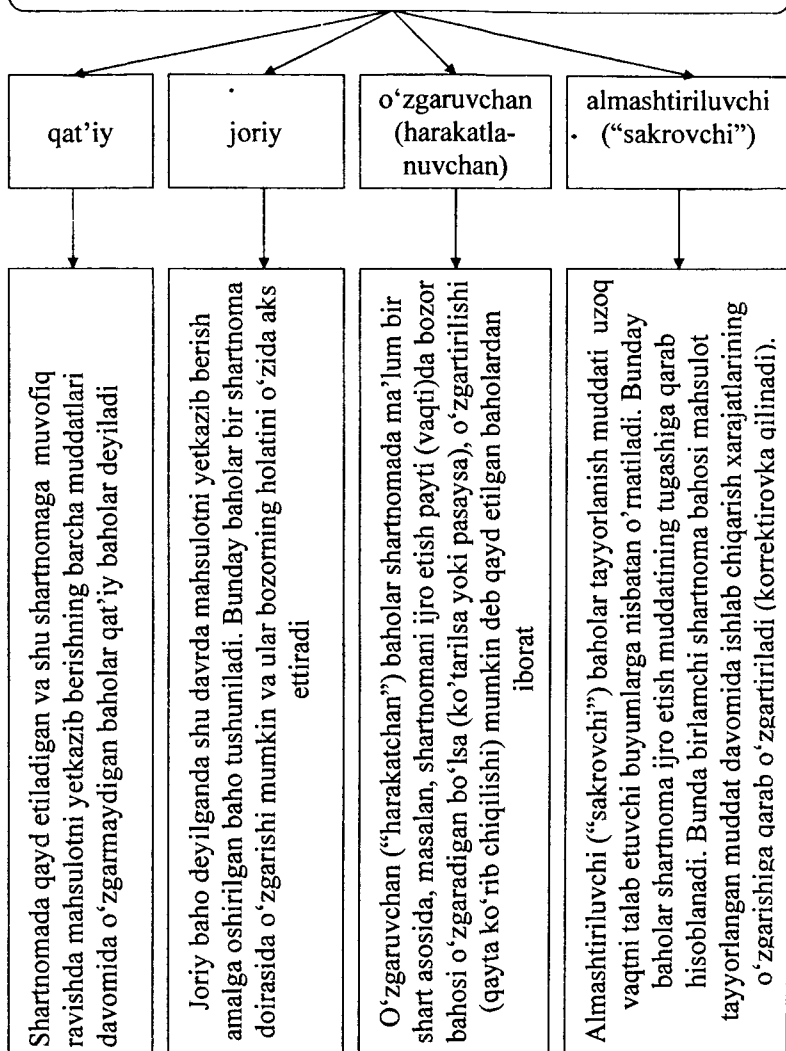 qat’iy
joriy
o‘zgaruvchan
(harakatla-
nuvchan)
almashtiriluvchi
(“sakrovchi”)
Shartnomada qayd etiladigan va shu shartnomaga muvofiq
ravishda mahsulotni yetkazib berishning barcha muddatlari
davomida o‘zgarmaydigan baholar qat’iy baholar deyiladi
Joriy baho deyilganda shu davrda mahsulotni yetkazib berish
amalga oshirilgan baho tushuniladi. Bunday baholar bir shartnoma
doirasida o‘zgarishi mumkin va ular bozorning holatini o‘zida aks
ettiradi
O‘zgaruvchan (“harakatchan”) baholar shartnomada ma’lum bir
shart asosida, masalan, shartnomani ijro etish payti (vaqti)da bozor
bahosi o‘zgaradigan bo‘lsa (ko‘tarilsa yoki pasaysa), o‘zgartirilishi
(qayta ko‘rib chiqilishi) mumkin deb qayd etilgan baholardan
iborat
Almashtiriluvchi (“sakrovchi”) baholar tayyorlanish muddati uzoq
vaqtni talab etuvchi buyumlarga nisbatan o‘rnatiladi. Bunday
baholar shartnoma ijro etish muddatining tugashiga qarab
hisoblanadi. Bunda birlamchi shartnoma bahosi mahsulot
tayyorlangan muddat davomida ishlab chiqarish xarajatlarining
o‘zgarishiga qarab o‘zgartiriladi (korrektirovka qilinadi).